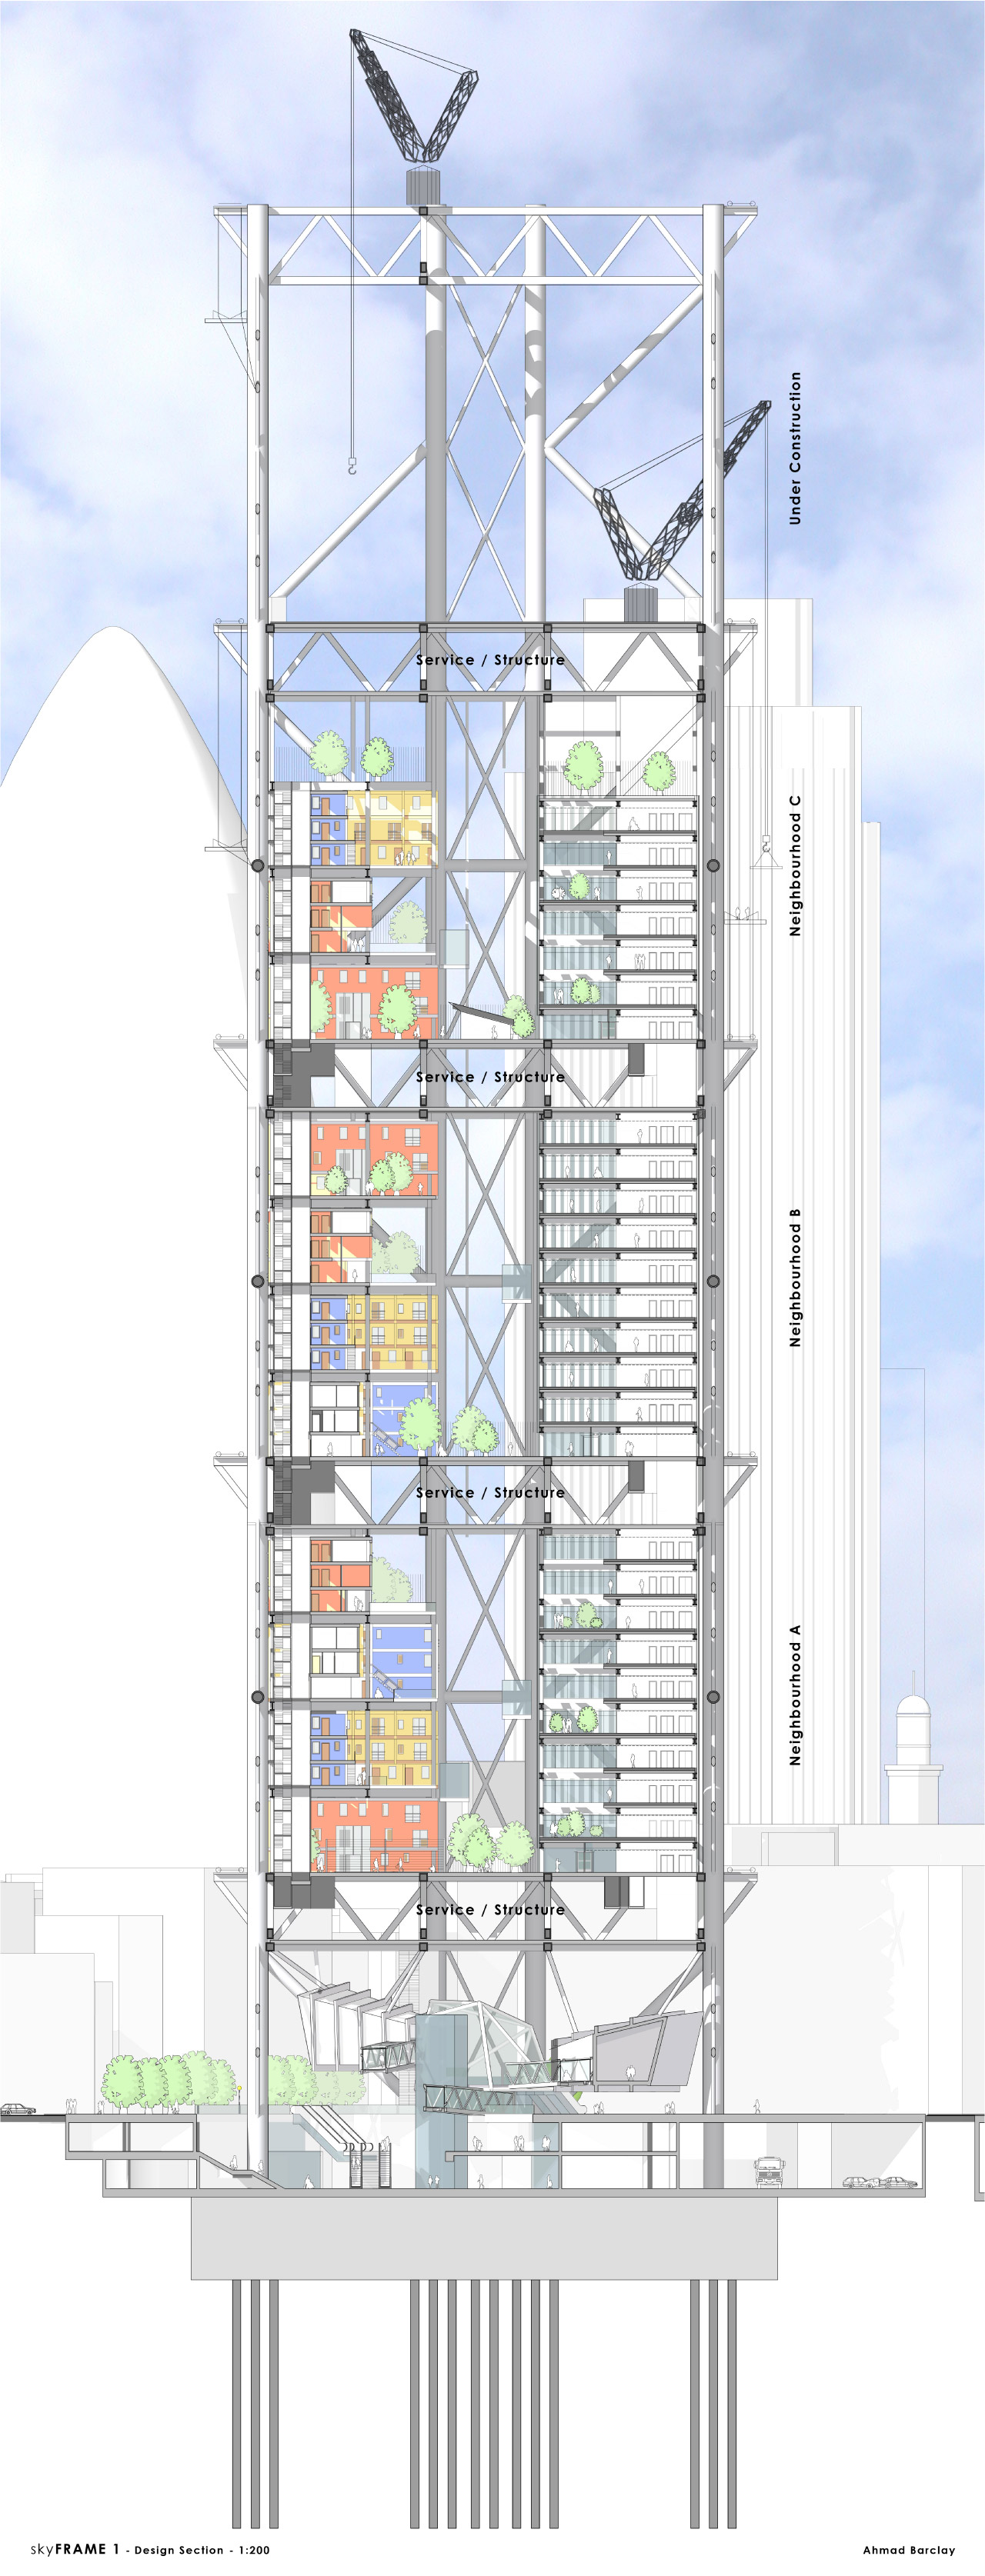 Under Construction
Service / Structure
Neighbourhood C
Service / Structure
Neighbourhood B
Service / Structure
Neighbourhood A
Service / Structure
skyFRAME 1 - Design Section - 1:200
Ahmad Barclay